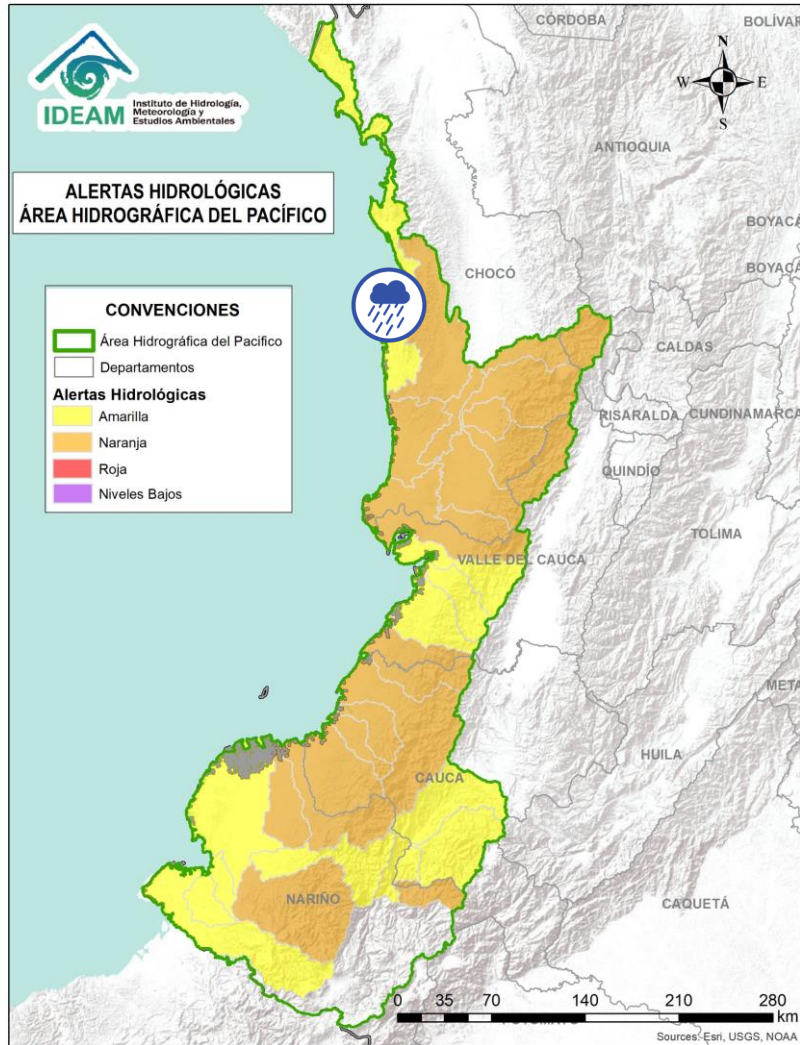 CÓRDOBA
BOLÍVAR
IDEAM
Instituto de Hidrología,
Meteorología y
Estudios Ambientales
N
W
E
S
ANTIOQUIA
ALERTAS HIDROLÓGICAS
ÁREA HIDROGRÁFICA DEL PACÍFICO
BOYACÁ
CHOCÓ
BOYACÁ
CONVENCIONES
Área Hidrográfica del Pacifico
Departamentos
Alertas Hidrológicas
Amarilla
Naranja
Roja
Niveles Bajos
CALDAS
RISARALDA
CUNDINAMARCA
QUINDÍO
TOLIMA
VALLE DEL CAUCA
META
HUILA
CAUCA
NARIÑO
CAQUETÁ
0 35 70 140 210 280
km
Sources: Esri, USGS, NOAA